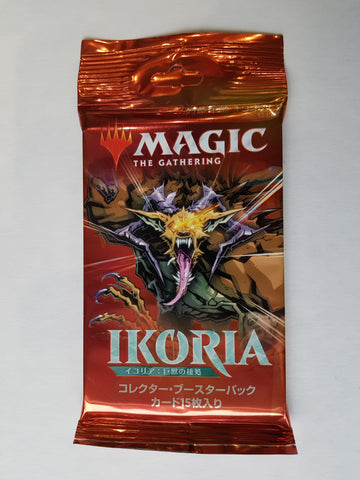 MAGIC
THE GATHERING
IKORIA
イコリア：巨獣の棲処
コレクター・ブースターパック
カード15枚入り